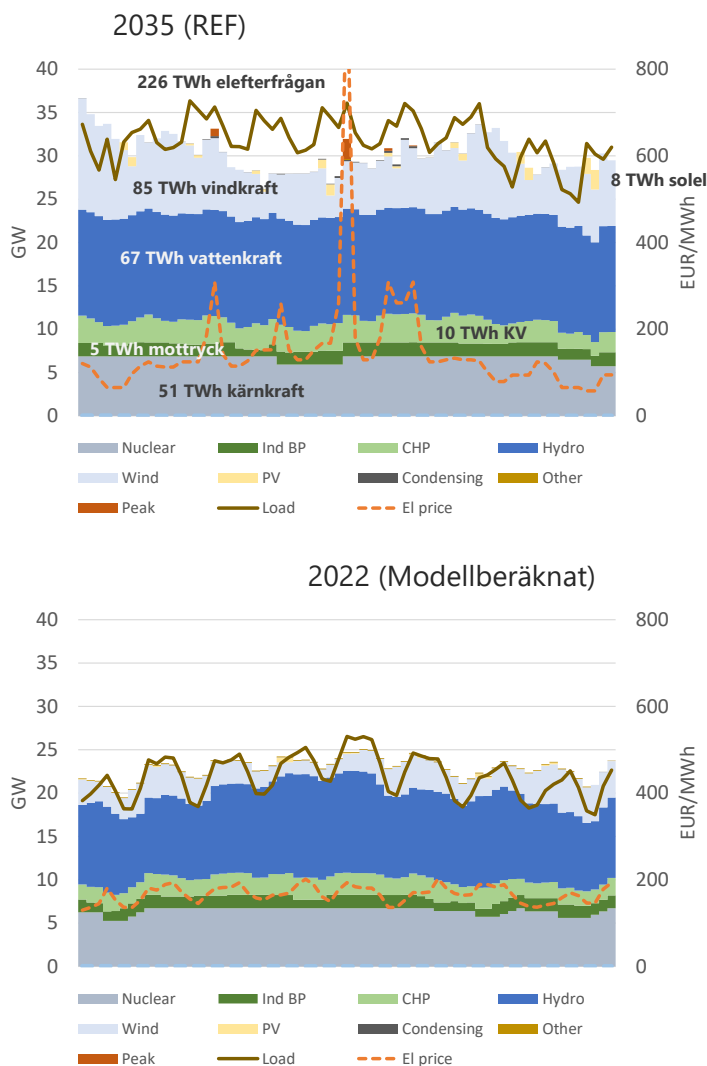 2035 (REF)
40
35
30
25
20
15
10
5
0
GW
800
600
400
200
0
EUR/MWh
226 TWh elefterfrågan
85 TWh vindkraft
8 TWh solel
67 TWh vattenkraft
10 TWh KV
5 TWh mottryck
51 TWh kärnkraft
Nuclear Ind BP CHP Hydro
Wind PV Condensing Other
Peak Load El price
2022 (Modellberäknat)
40
35
30
25
20
15
10
5
0
GW
800
600
400
200
0
EUR/MWh
Nuclear Ind BP CHP Hydro
Wind PV Condensing Other
Peak Load El price